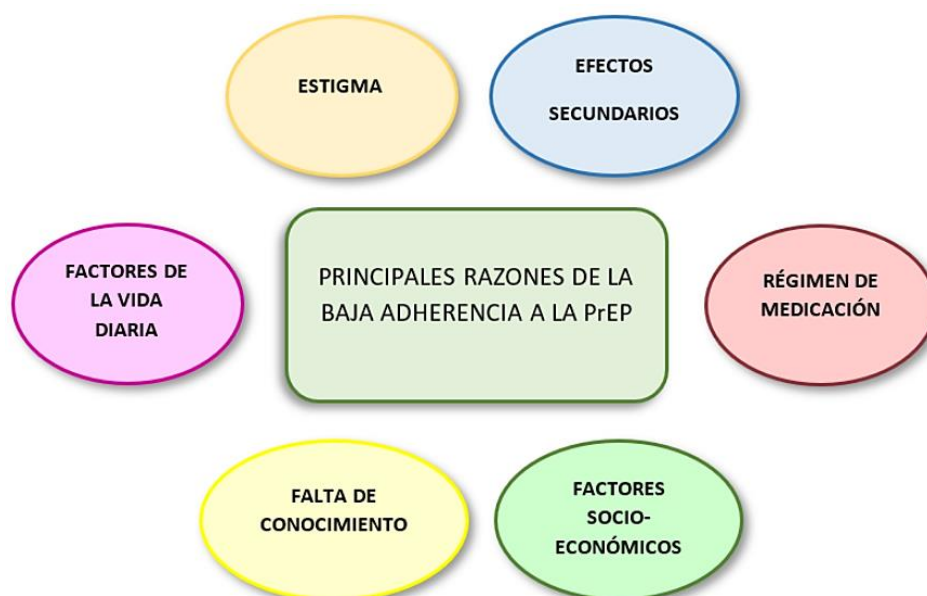 ESTIGMA
EFECTOS
SECUNDARIOS
FACTORES DE
LA VIDA
DIARIA
PRINCIPALES RAZONES DE LA
BAJA ADHERENCIA A LA PrEP
RÉGIMEN DE
MEDICACIÓN
FALTA DE
CONOCIMIENTO
FACTORES
SOCIO-
ECONÓMICOS